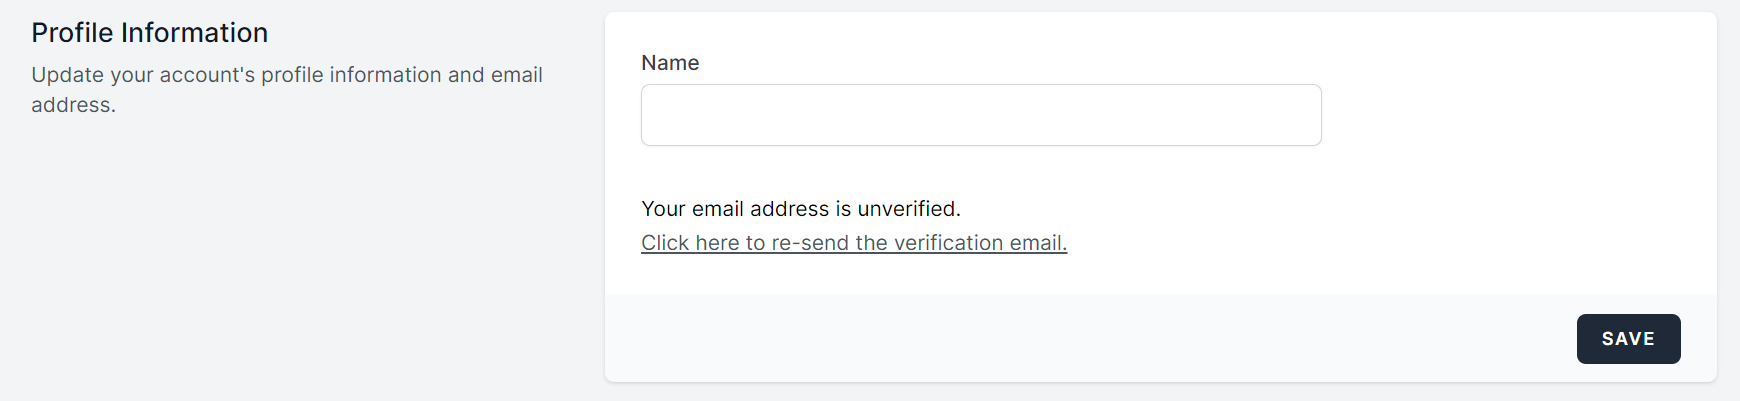 Profile Information
Update your account's profile information and email
address.
Name
Your email address is unverified.
Click here to re-send the verification email.
SAVE